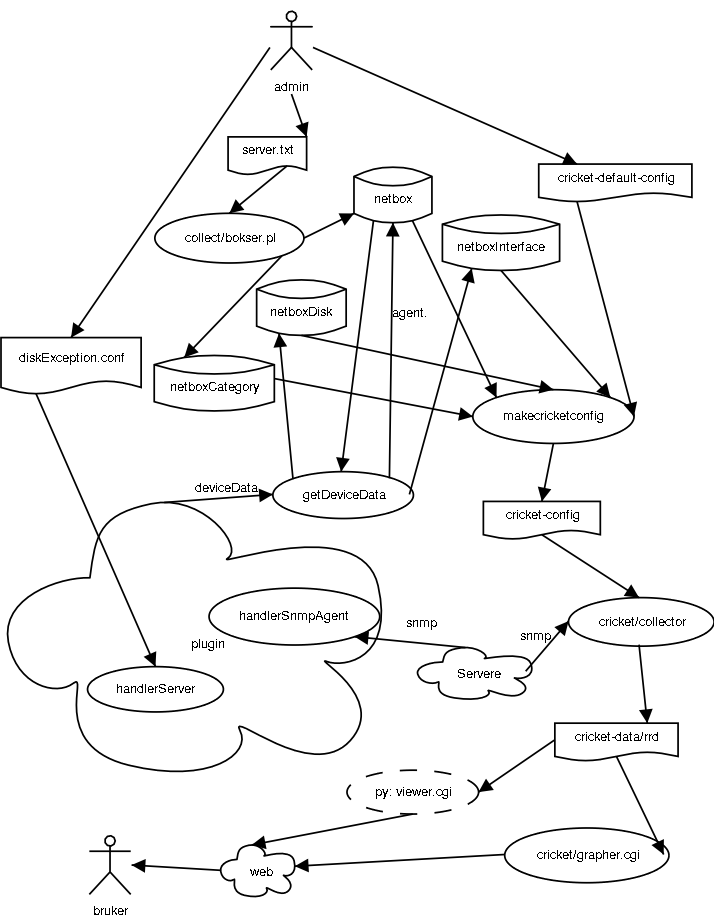 admin
server.txt
cricket-default-config
netbox
collect/bokser.pl
netboxInterface
netboxDisk
agent.
diskException.conf
netboxCategory
makecricketconfig
deviceData
getDeviceData
cricket-config
handlerSnmpAgent
snmp
cricket/collector
plugin
snmp
Servere
handlerServer
cricket-data/rrd
py: viewer.cgi
cricket/grapher.cgi
web
bruker